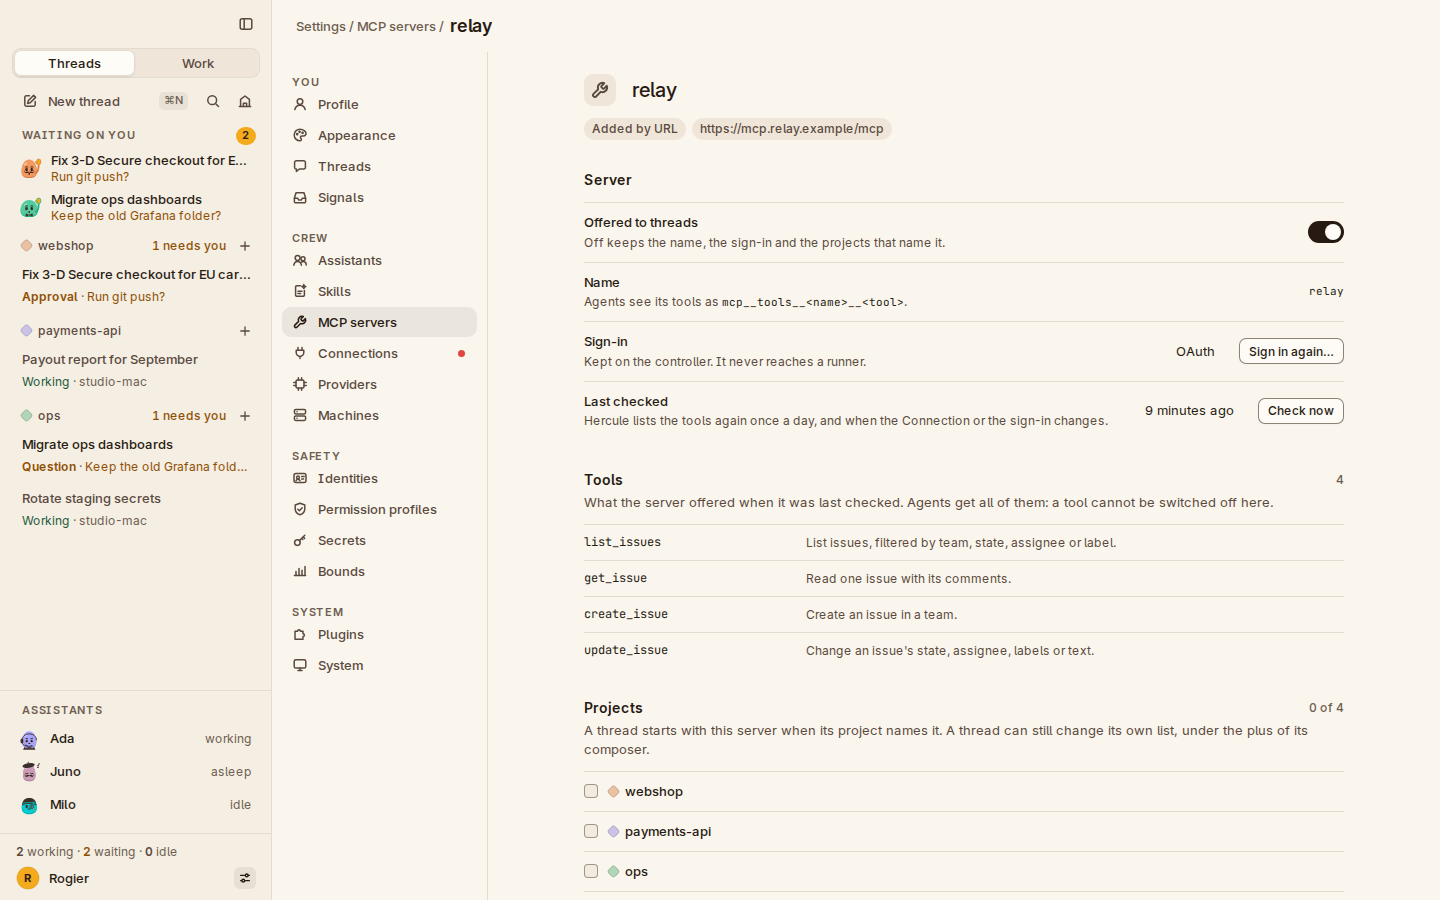 Threads
Work
New thread
⌘N
WAITING ON YOU
2
Fix 3-D Secure checkout for E...
Run git push?
Migrate ops dashboards
Keep the old Grafana folder?
webshop
1 needs you
Fix 3-D Secure checkout for EU car...
Approval · Run git push?
payments-api
Payout report for September
Working · studio-mac
ops
1 needs you
Migrate ops dashboards
Question · Keep the old Grafana fold...
Rotate staging secrets
Working · studio-mac
ASSISTANTS
Ada
working
Juno
asleep
Milo
idle
2 working · 2 waiting · 0 idle
R
Rogier
Settings / MCP servers / relay
YOU
Profile
Appearance
Threads
Signals
CREW
Assistants
Skills
MCP servers
Connections
Providers
Machines
SAFETY
Identities
Permission profiles
Secrets
Bounds
SYSTEM
Plugins
System
relay
Added by URL
https://mcp.relay.example/mcp
Server
Offered to threads
Off keeps the name, the sign-in and the projects that name it.
Name
Agents see its tools as mcp__tools__<name>__<tool>.
relay
Sign-in
Kept on the controller. It never reaches a runner.
OAuth
Sign in again...
Last checked
Hercule lists the tools again once a day, and when the Connection or the sign-in changes.
9 minutes ago
Check now
Tools
4
What the server offered when it was last checked. Agents get all of them: a tool cannot be switched off here.
list_issues
List issues, filtered by team, state, assignee or label.
get_issue
Read one issue with its comments.
create_issue
Create an issue in a team.
update_issue
Change an issue's state, assignee, labels or text.
Projects
0 of 4
A thread starts with this server when its project names it. A thread can still change its own list, under the plus of its
composer.
webshop
payments-api
ops